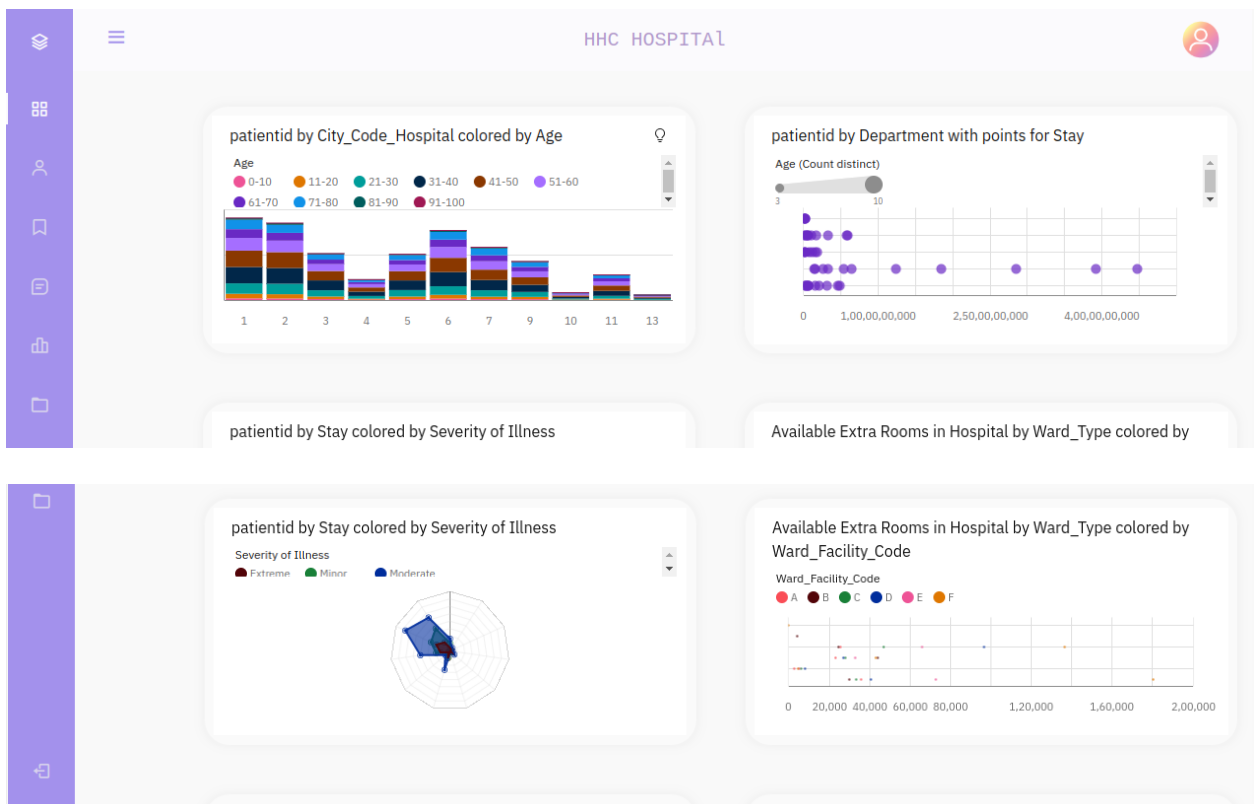 HHC HOSPITAl
patientid by City_Code_Hospital colored by Age
Age
0-10 11-20 21-30 31-40 41-50 51-60
61-70 71-80 81-90 91-100
1 2 3 4 5 6 7 9 10 11 13
patientid by Department with points for Stay
Age (Count distinct)
3 10
0 1,00,00,00,000 2,50,00,00,000 4,00,00,00,000
patientid by Stay colored by Severity of Illness
Available Extra Rooms in Hospital by Ward_Type colored by
patientid by Stay colored by Severity of Illness
Severity of Illness
Extreme Minor Moderate
Available Extra Rooms in Hospital by Ward_Type colored by
Ward_Facility_Code
Ward_Facility_Code
A B C D E F
0 20,000 40,000 60,000 80,000 1,20,000 1,60,000 2,00,000